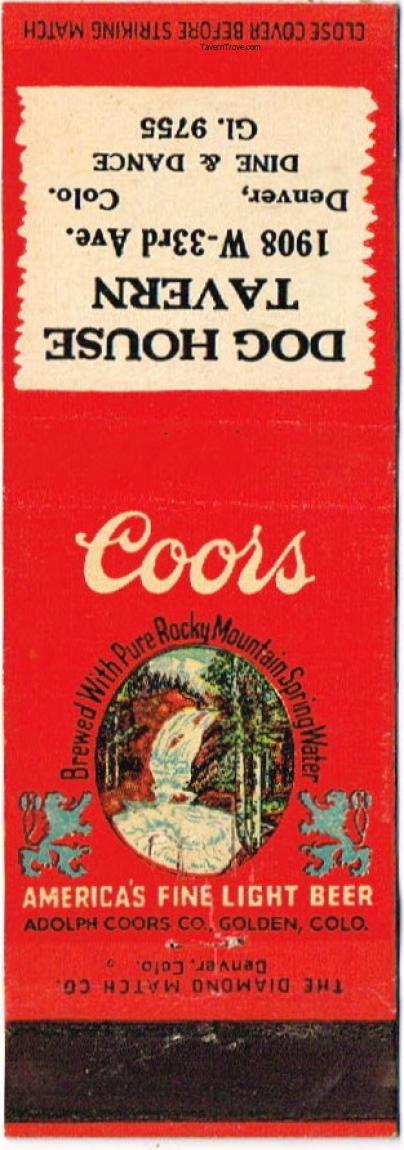 CLOSE COVER BEFORE STRIKING MATCH
TavernTrove.com
DOG HOUSE
TAVERN
1908 W-33rd Ave.
Denver, Colo.
DINE & DANCE
Gl. 9755
Coors
Brewed With Pure Rocky Mountain Spring Water
AMERICA'S FINE LIGHT BEER
ADOLPH COORS CO., GOLDEN, COLO.
THE DIAMOND MATCH CO.
Denver, Colo.